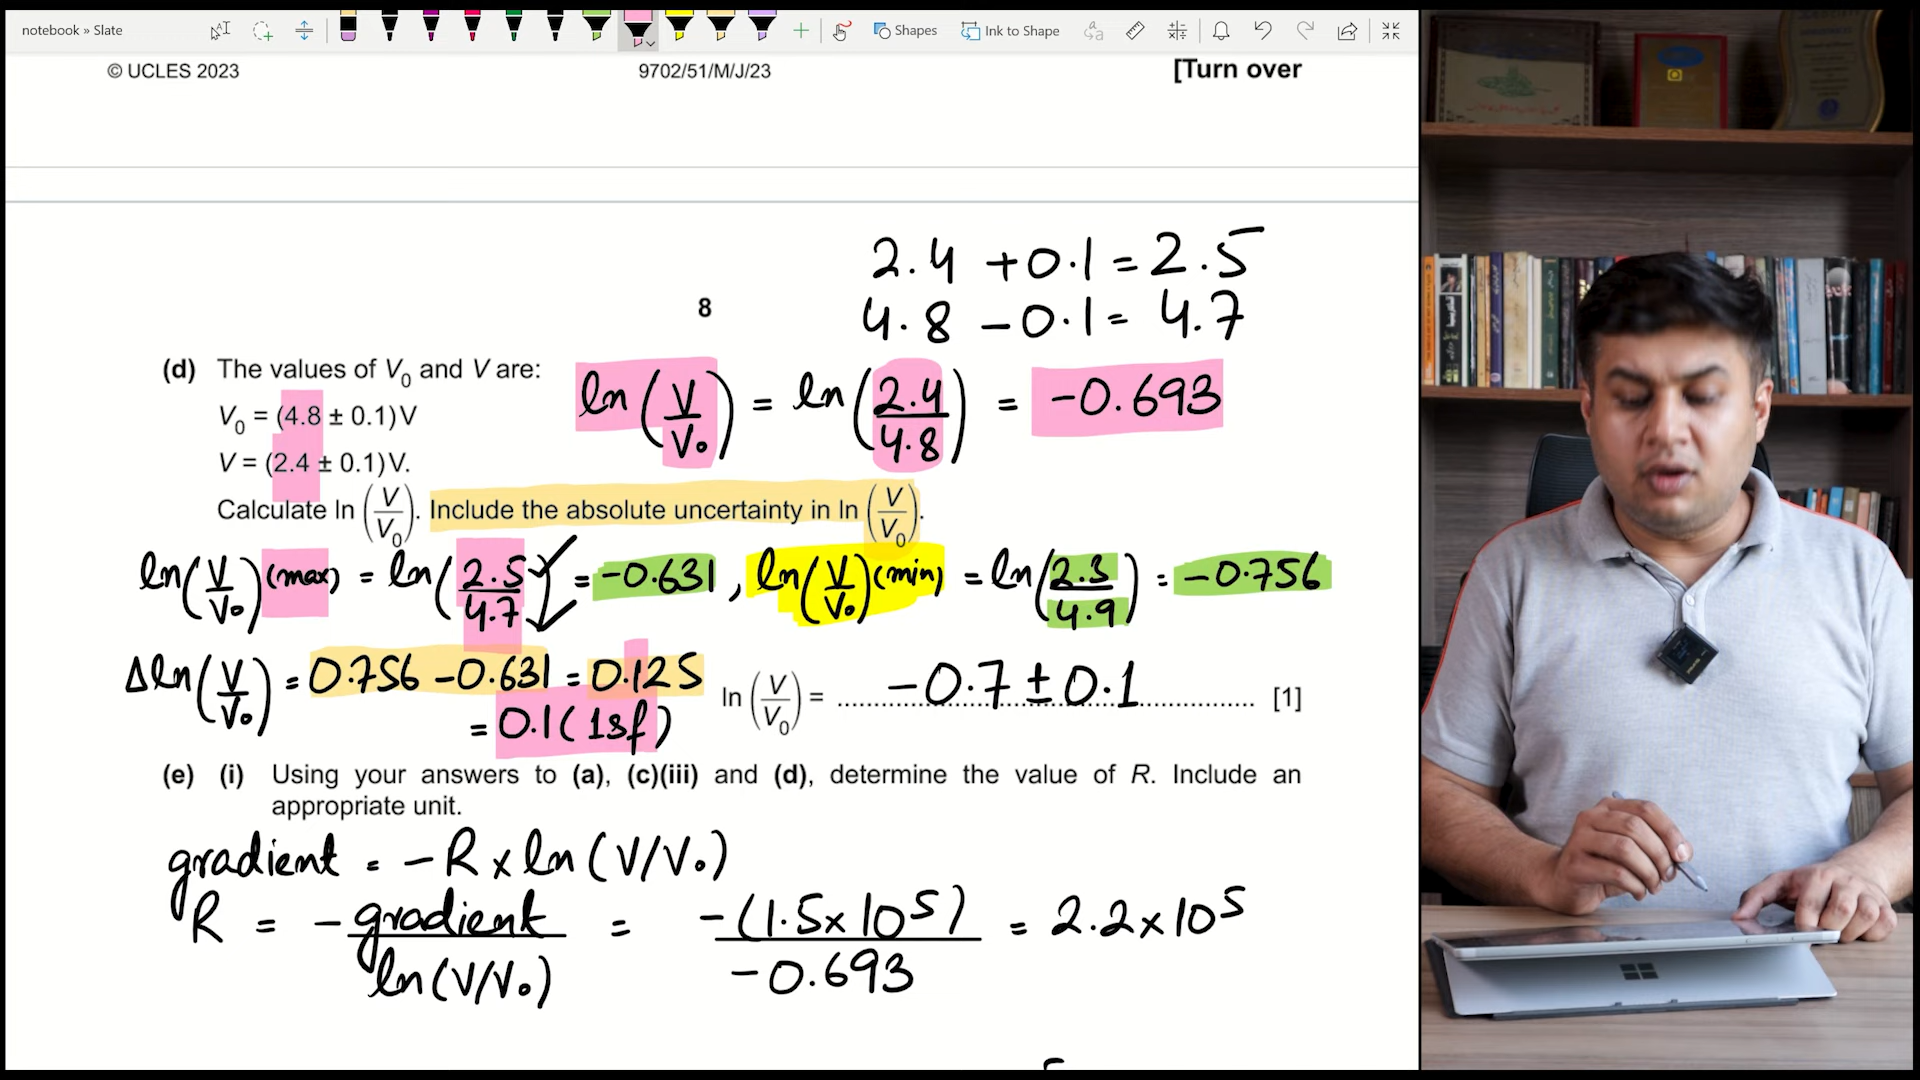 notebook » Slate
Shapes
Ink to Shape
© UCLES 2023
9702/51/M/J/23
[Turn over
2.4 + 0.1 = 2.5
8
4.8 - 0.1 = 4.7
(d) The values of V₀ and V are:
V₀ = (4.8 ± 0.1) V
V = (2.4 ± 0.1) V.
ln(V/V₀) = ln(2.4/4.8) = -0.693
Calculate ln (V/V₀). Include the absolute uncertainty in ln (V/V₀).
ln(V/V₀)(max) = ln(2.5/4.7) = -0.631, ln(V/V₀)(min) = ln(2.3/4.9) = -0.756
Δln(V/V₀) = 0.756 - 0.631 = 0.125
= 0.1 (1sf)
ln (V/V₀) = -0.7 ± 0.1 [1]
(e) (i) Using your answers to (a), (c)(iii) and (d), determine the value of R. Include an
appropriate unit.
gradient = -R × ln(V/V₀)
R = -gradient/ln(V/V₀) = -(1.5×10⁵)/-0.693 = 2.2×10⁵